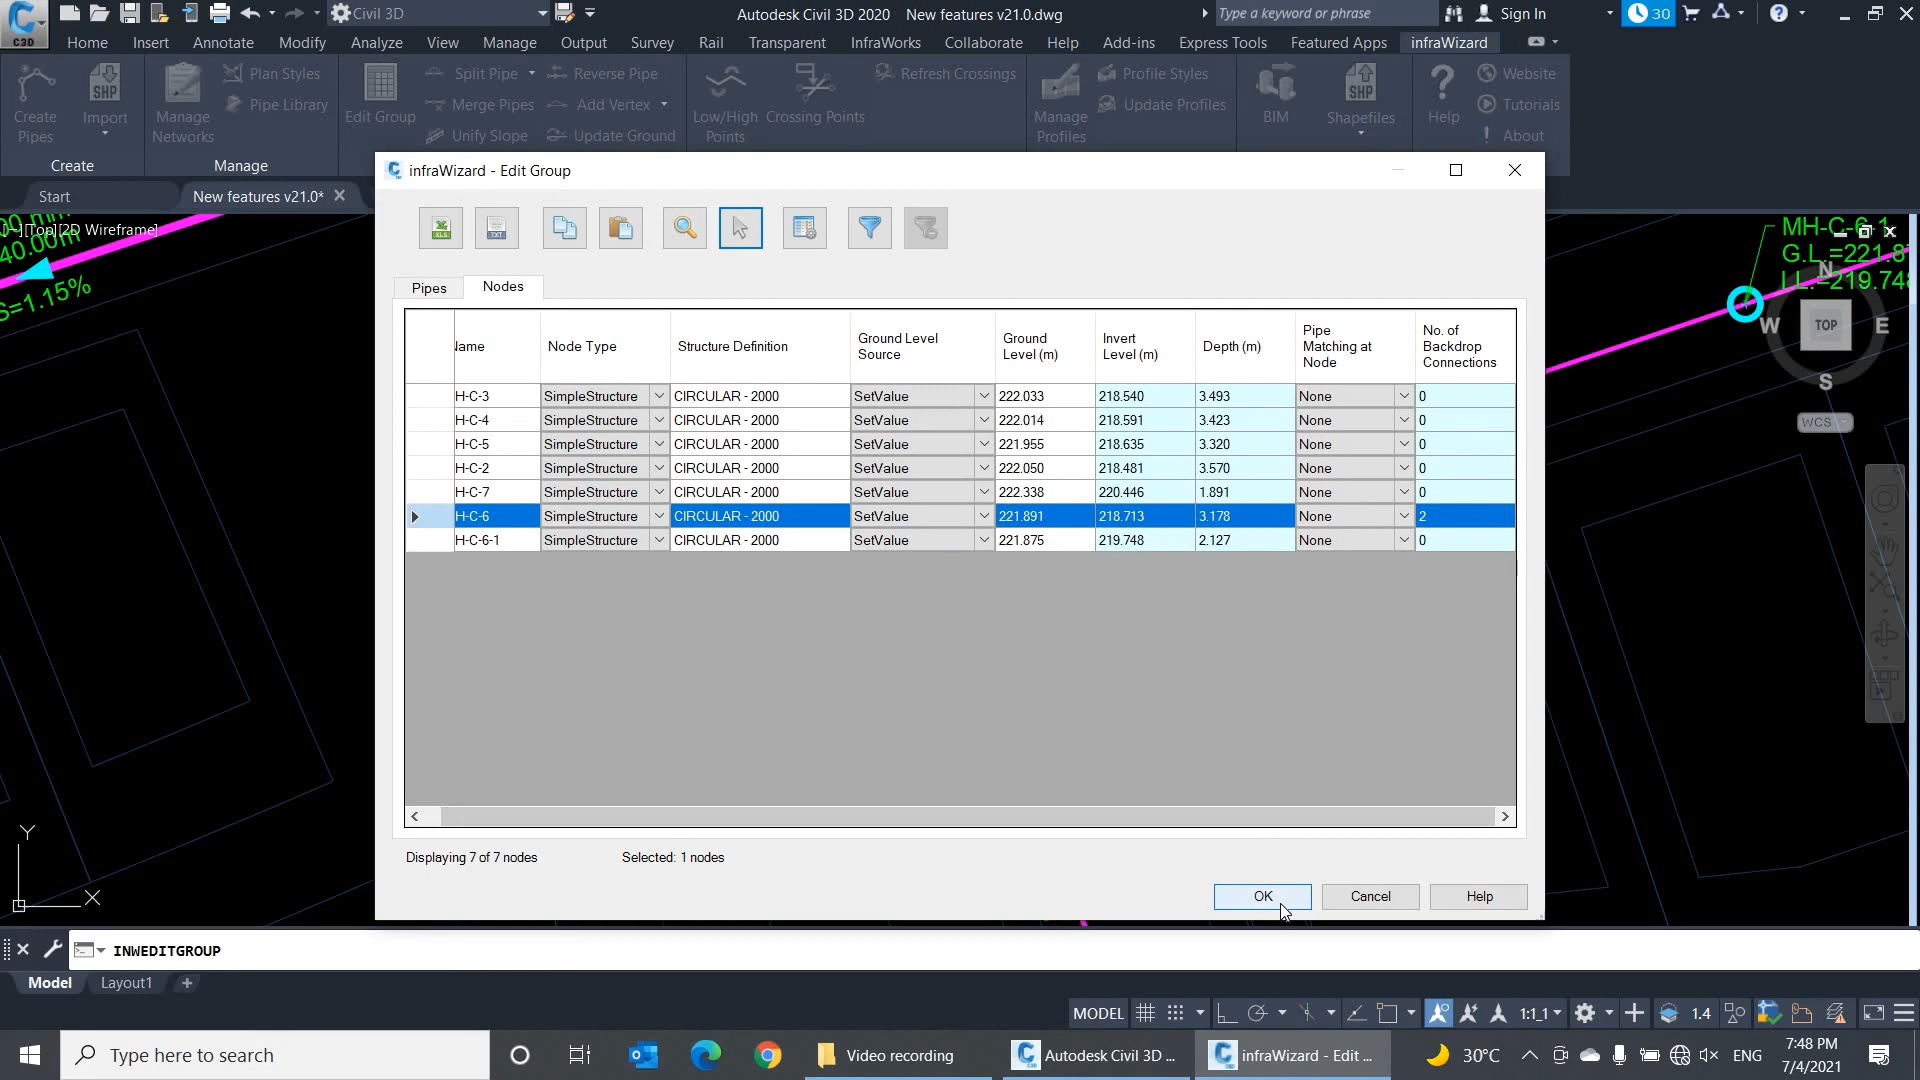 Civil 3D
Autodesk Civil 3D 2020 New features v21.0.dwg
Type a keyword or phrase
Sign In
30
C3D
Home Insert Annotate Modify Analyze View Manage Output Survey Rail Transparent InfraWorks Collaborate Help Add-ins Express Tools Featured Apps infraWizard
Create Pipes
SHP
Import
Manage Networks
Plan Styles
Pipe Library
Edit Group
Split Pipe
Merge Pipes
Unify Slope
Reverse Pipe
Add Vertex
Update Ground
Low/High Points
Crossing Points
Refresh Crossings
Manage Profiles
Profile Styles
Update Profiles
BIM
SHP
Shapefiles
Help
Website
Tutorials
About
Create
Manage
Start
New features v21.0*
[Top][2D Wireframe]
40.00m
S=1.15%
MH-C-6-1
G.L.=221.8
I.L.=219.748
N
W
TOP
E
S
WCS
infraWizard - Edit Group
XLS
TXT
Pipes
Nodes
Name
Node Type
Structure Definition
Ground Level Source
Ground Level (m)
Invert Level (m)
Depth (m)
Pipe Matching at Node
No. of Backdrop Connections
H-C-3 SimpleStructure CIRCULAR - 2000 SetValue 222.033 218.540 3.493 None 0
H-C-4 SimpleStructure CIRCULAR - 2000 SetValue 222.014 218.591 3.423 None 0
H-C-5 SimpleStructure CIRCULAR - 2000 SetValue 221.955 218.635 3.320 None 0
H-C-2 SimpleStructure CIRCULAR - 2000 SetValue 222.050 218.481 3.570 None 0
H-C-7 SimpleStructure CIRCULAR - 2000 SetValue 222.338 220.446 1.891 None 0
H-C-6 SimpleStructure CIRCULAR - 2000 SetValue 221.891 218.713 3.178 None 2
H-C-6-1 SimpleStructure CIRCULAR - 2000 SetValue 221.875 219.748 2.127 None 0
Displaying 7 of 7 nodes
Selected: 1 nodes
OK
Cancel
Help
Y
X
INWEDITGROUP
Model
Layout1
MODEL
1:1_1
1.4
Type here to search
Video recording
Autodesk Civil 3D ...
infraWizard - Edit ...
30°C
ENG
7:48 PM
7/4/2021